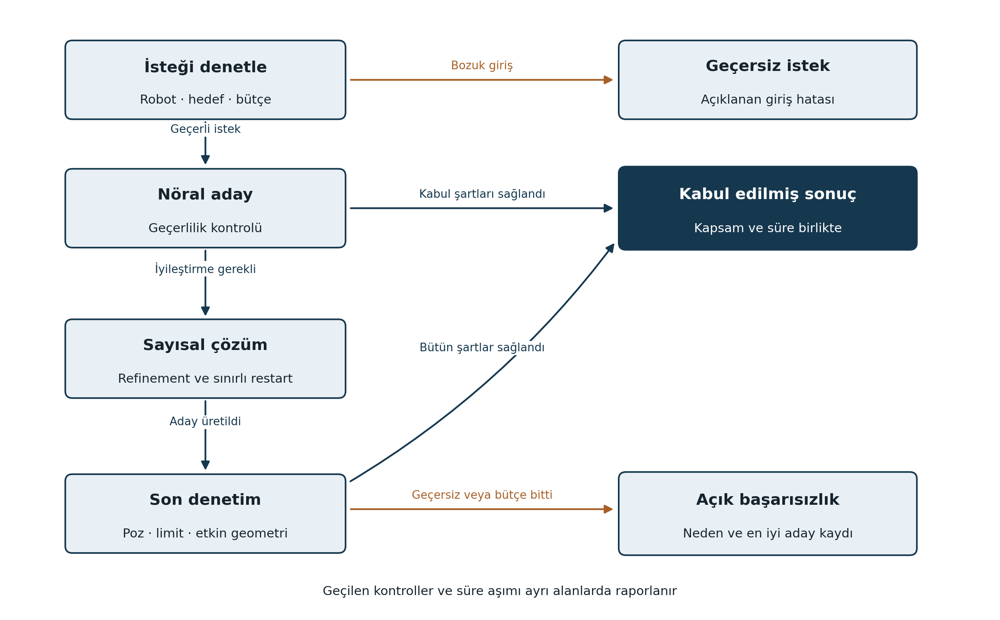 İsteği denetle
Robot · hedef · bütçe
Bozuk giriş
Geçersiz istek
Açıklanan giriş hatası
Geçerli istek
Nöral aday
Geçerlilik kontrolü
Kabul şartları sağlandı
Kabul edilmiş sonuç
Kapsam ve süre birlikte
İyileştirme gerekli
Sayısal çözüm
Refinement ve sınırlı restart
Bütün şartlar sağlandı
Aday üretildi
Son denetim
Poz · limit · etkin geometri
Geçersiz veya bütçe bitti
Açık başarısızlık
Neden ve en iyi aday kaydı
Geçilen kontroller ve süre aşımı ayrı alanlarda raporlanır